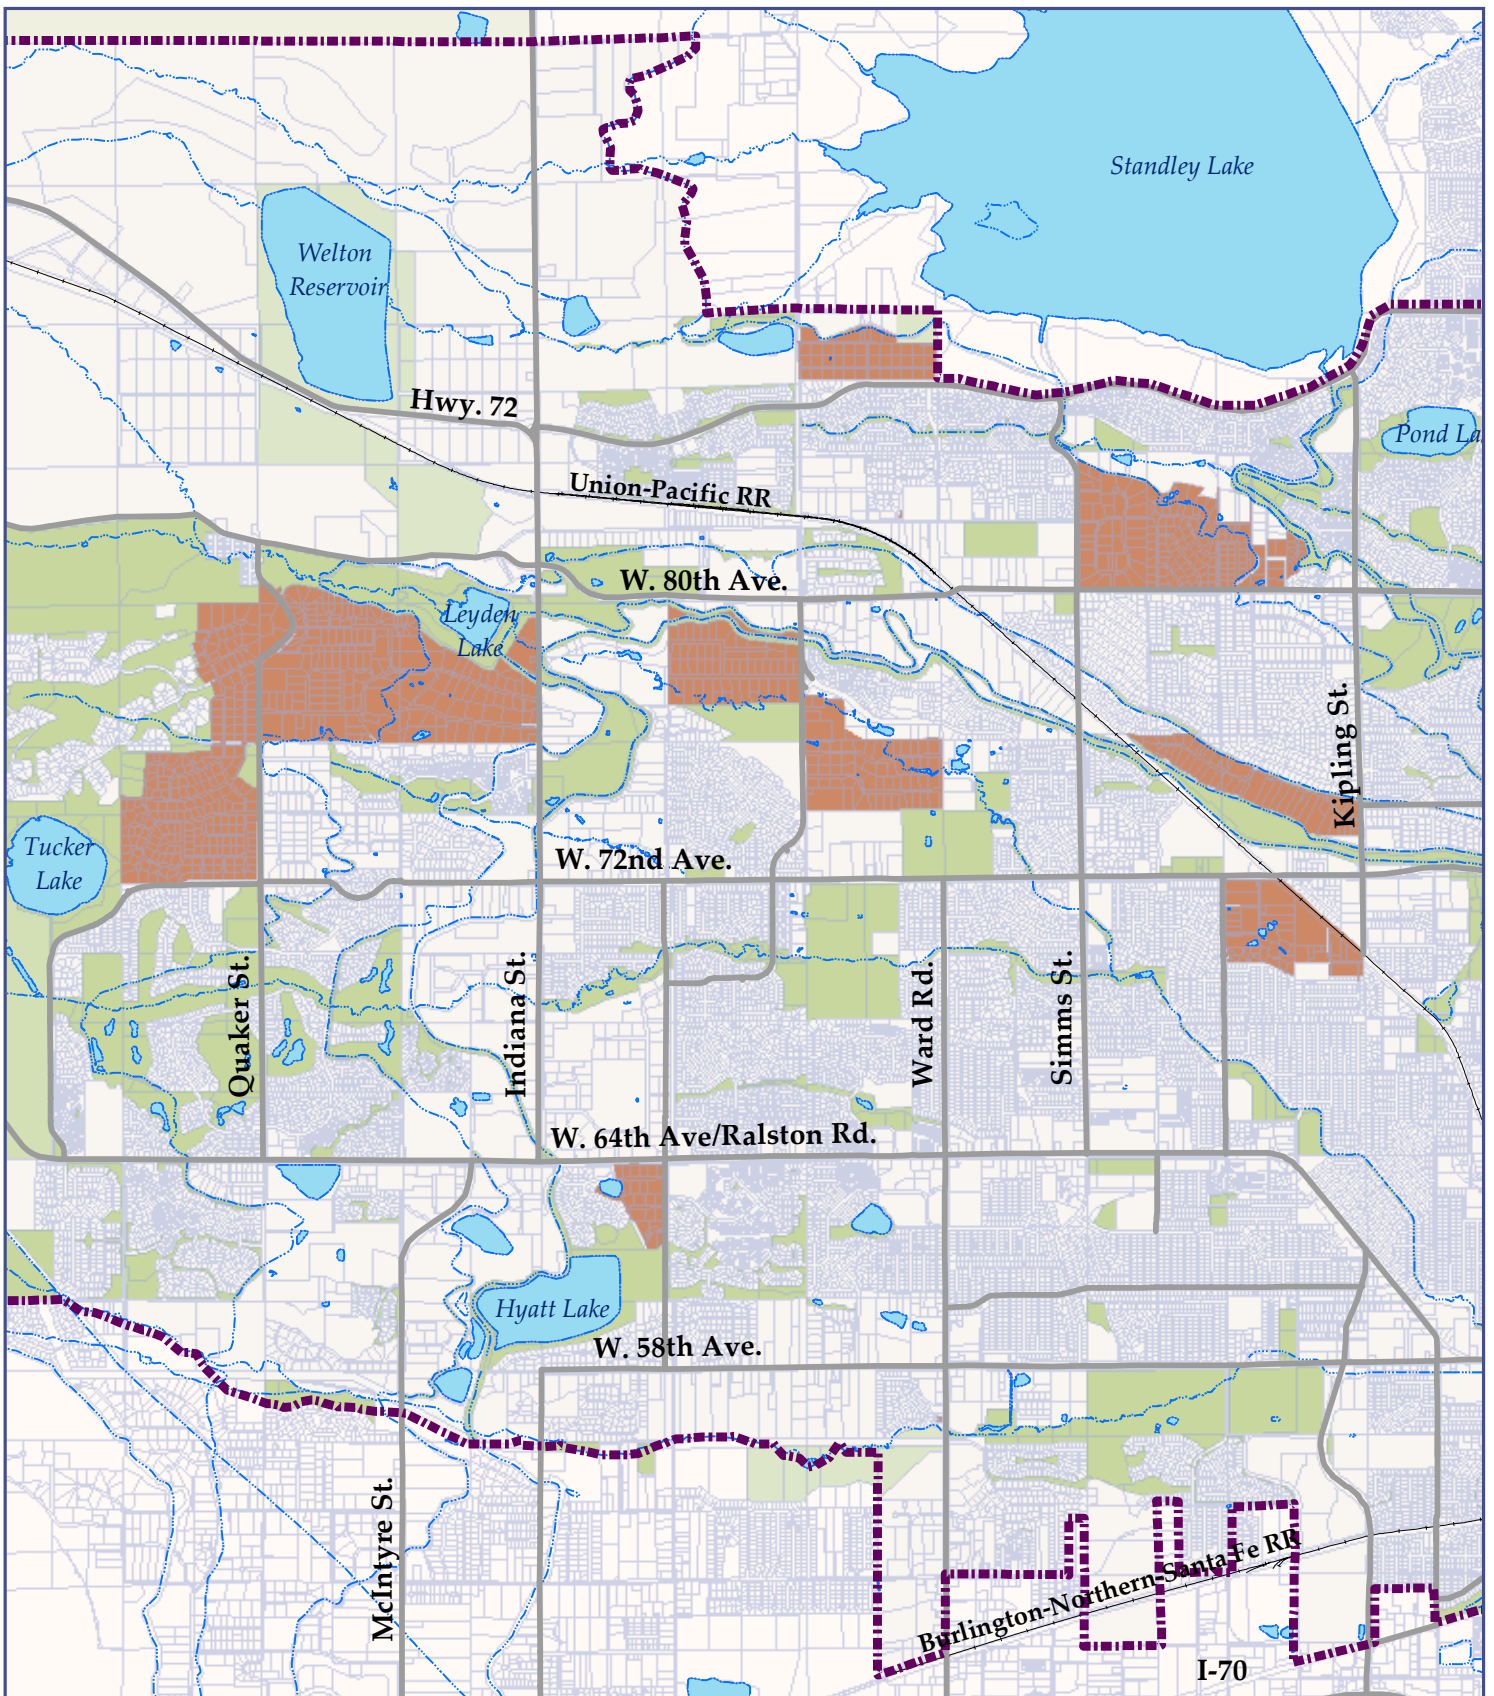 Standley Lake
Welton
Reservoir
Hwy. 72
Pond La
Union-Pacific RR
W. 80th Ave.
Leyden
Lake
Kipling St.
Tucker
Lake
W. 72nd Ave.
Quaker St.
Indiana St.
Ward Rd.
Simms St.
W. 64th Ave/Ralston Rd.
Hyatt Lake
W. 58th Ave.
McIntyre St.
Burlington-Northern-Santa Fe RR
I-70